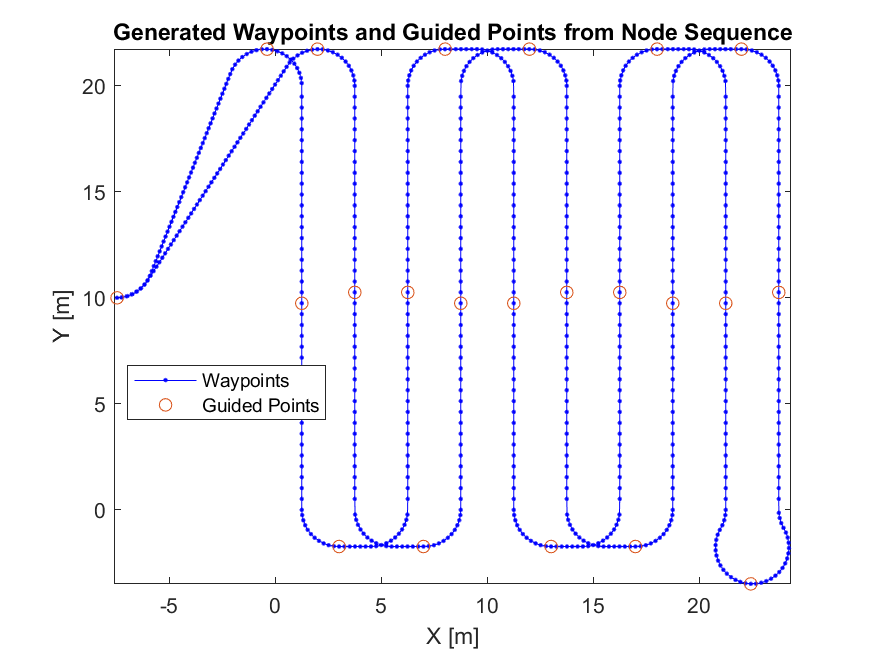 Generated Waypoints and Guided Points from Node Sequence
20
15
10
5
0
Y [m]
Waypoints
Guided Points
-5 0 5 10 15 20
X [m]